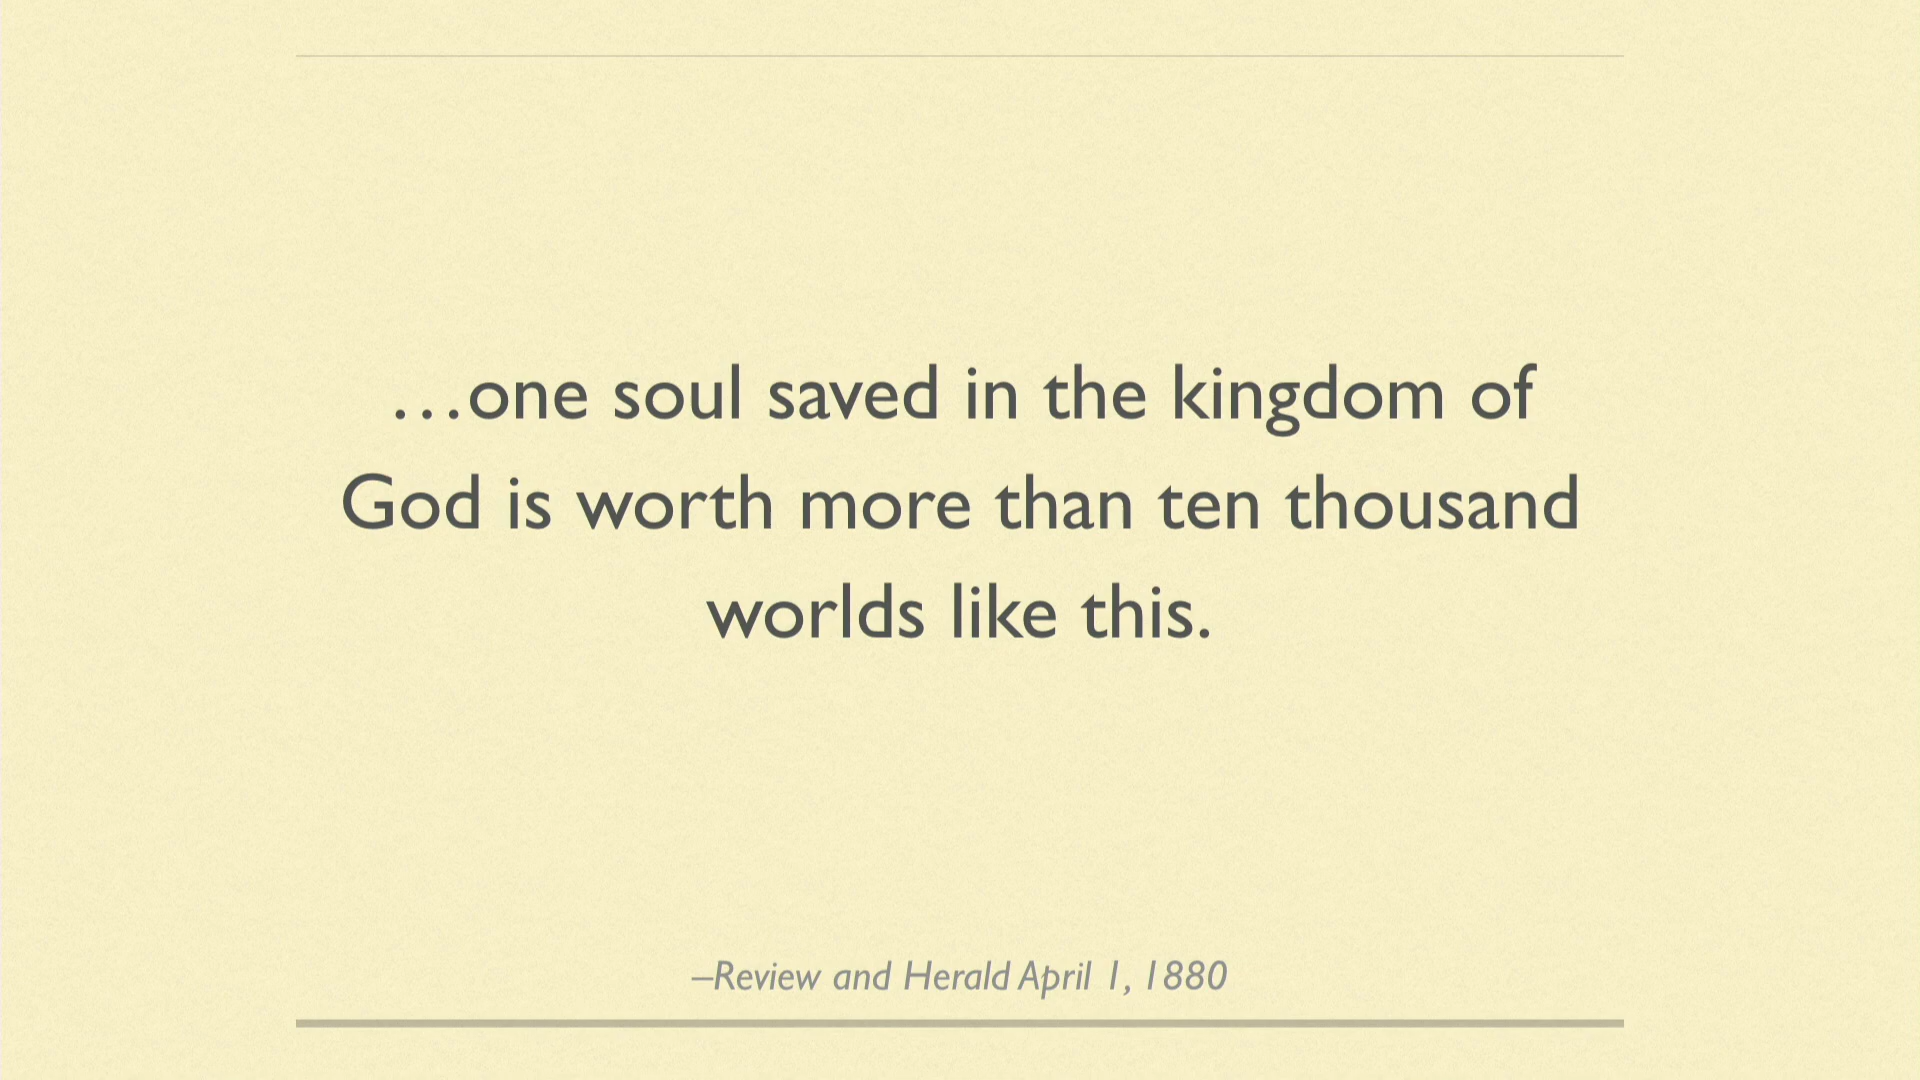 …one soul saved in the kingdom of
God is worth more than ten thousand
worlds like this.
–Review and Herald April 1, 1880